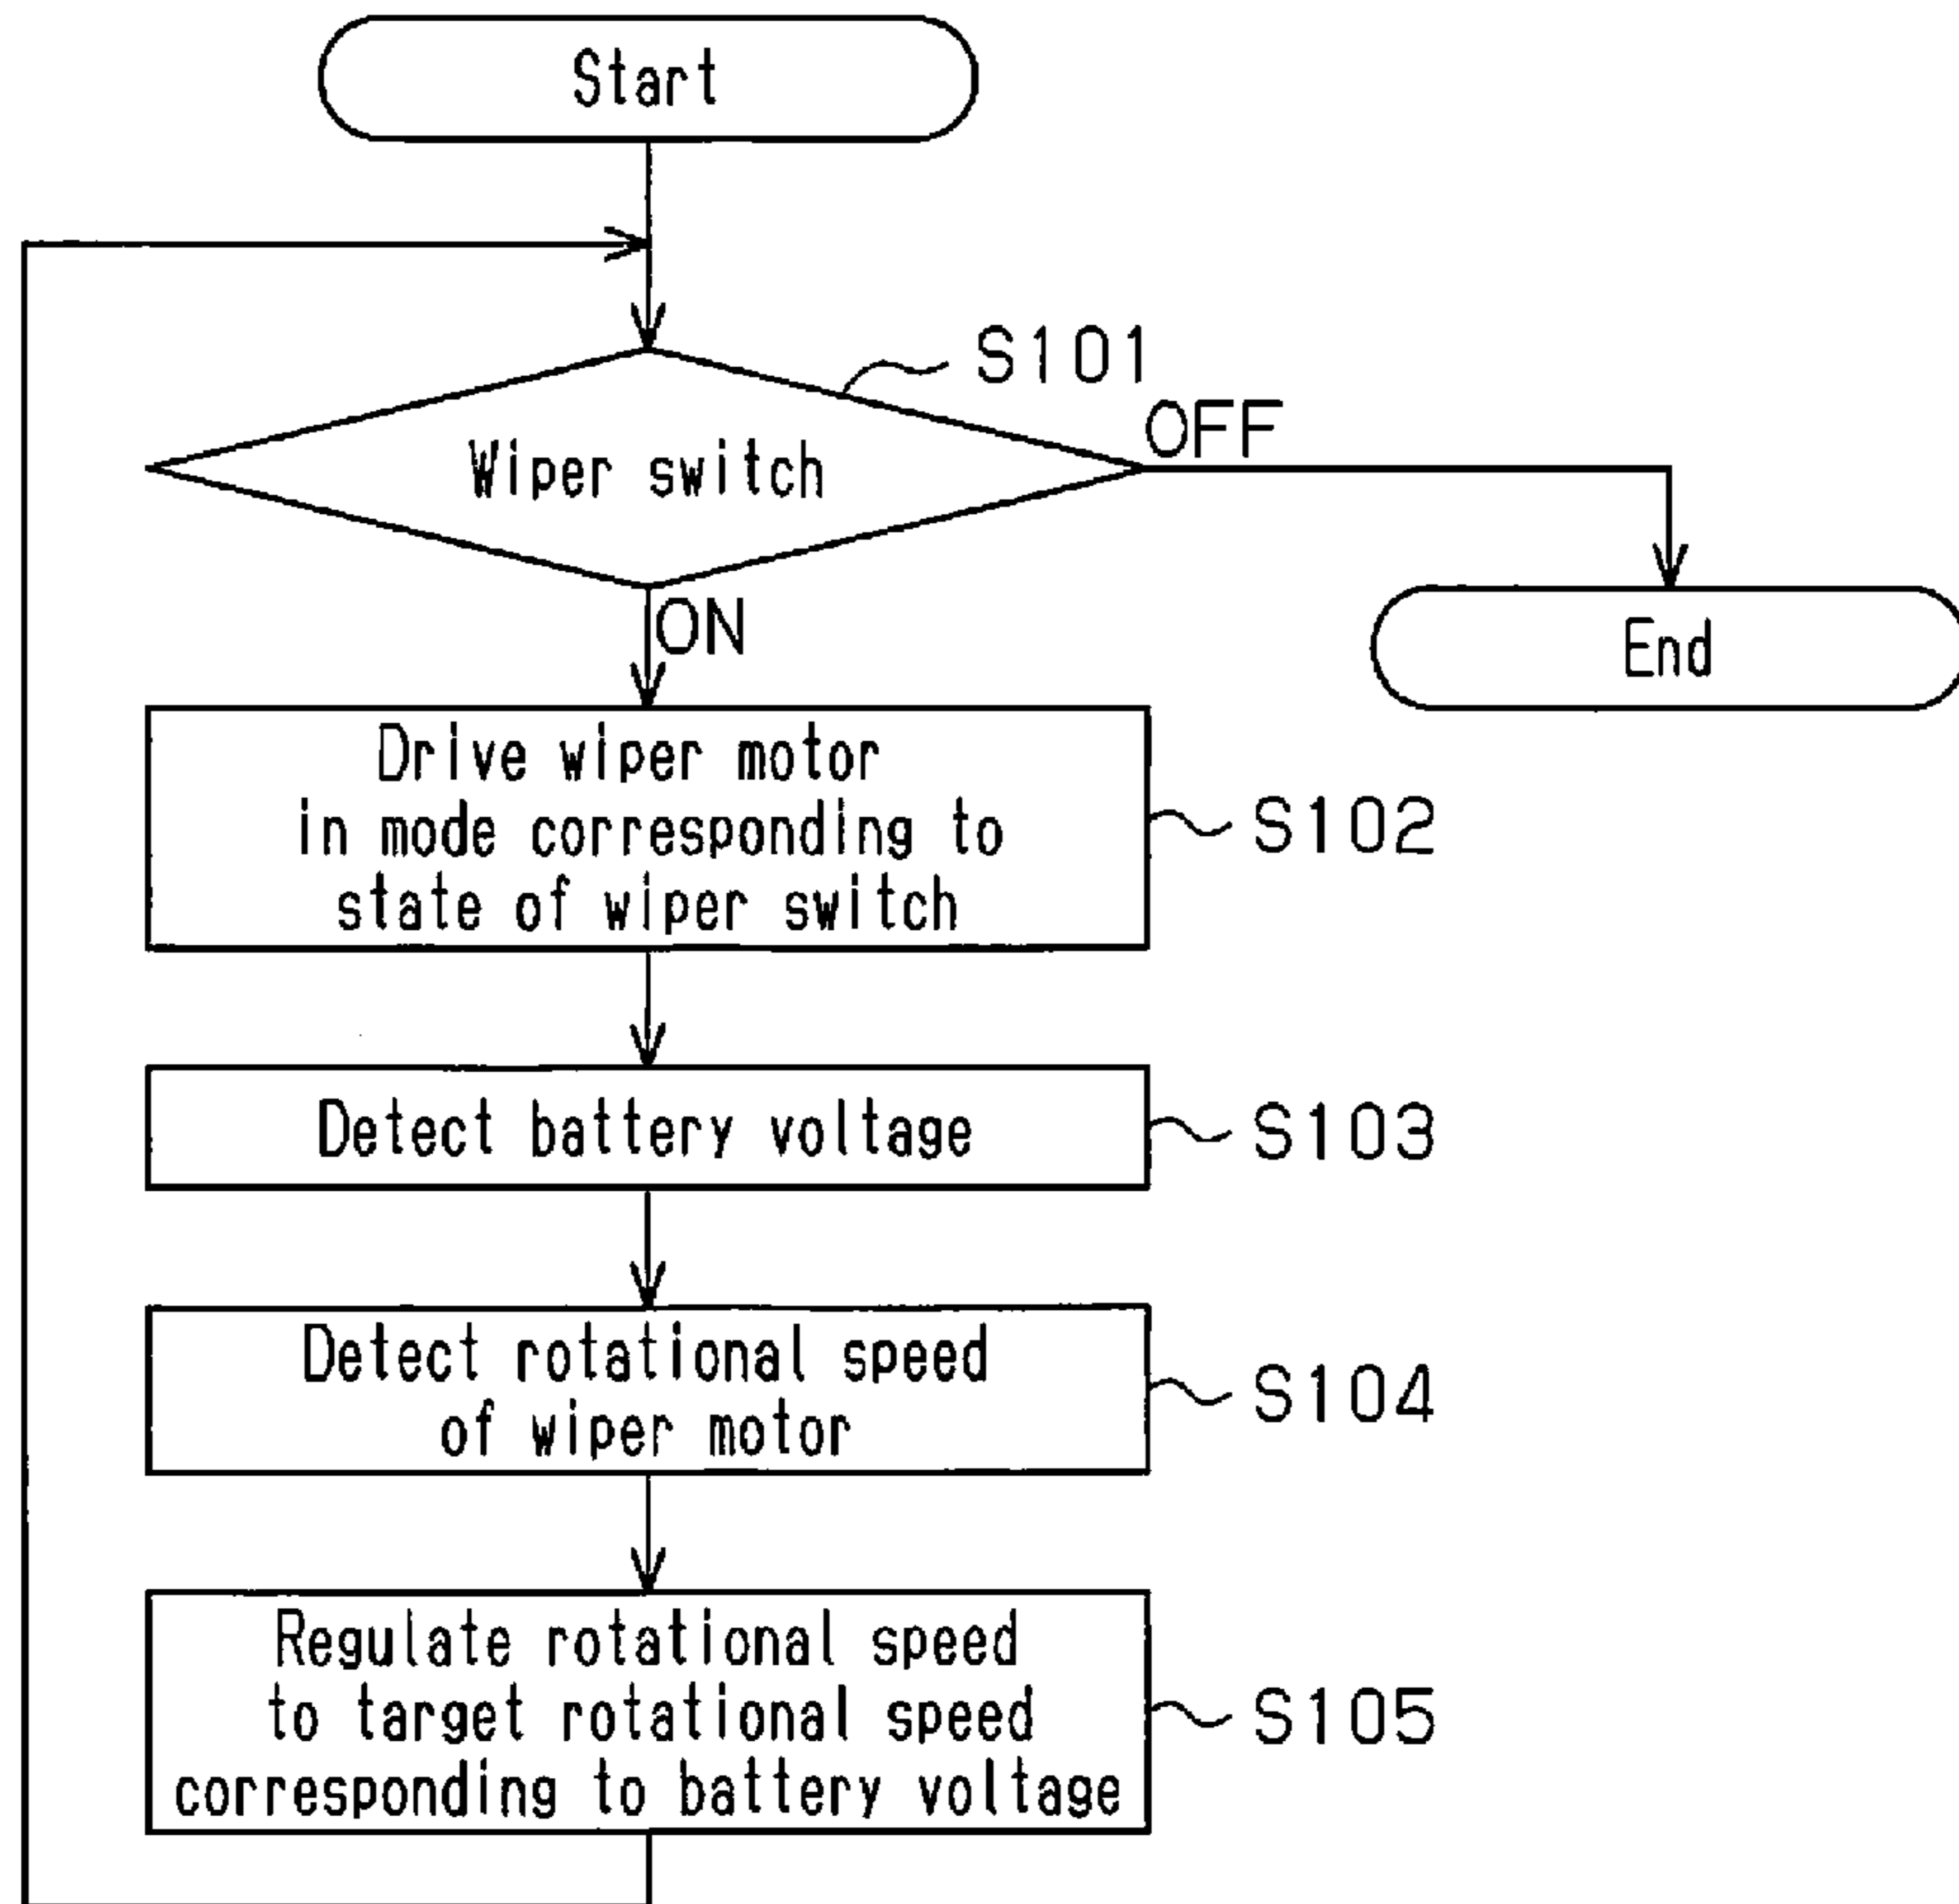 Start
S101
OFF
Wiper switch
ON
End
Drive wiper motor
in mode corresponding to
state of wiper switch
S102
Detect battery voltage
S103
Detect rotational speed
of wiper motor
S104
Regulate rotational speed
to target rotational speed
corresponding to battery voltage
S105